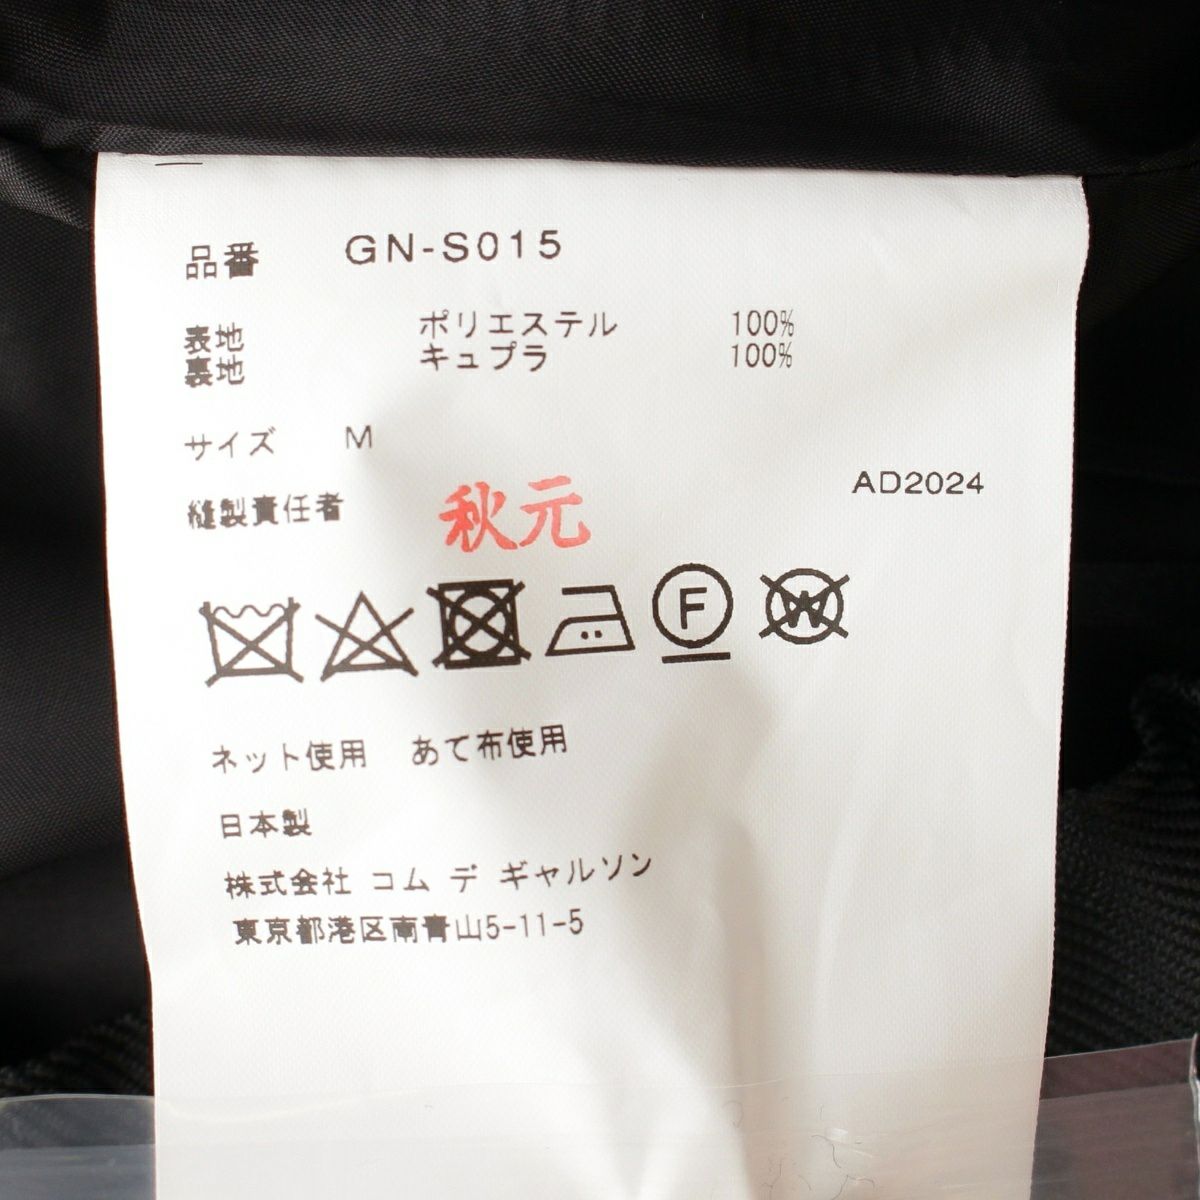 品番 GN-S015
表地 ポリエステル 100%
裏地 キュプラ 100%
サイズ M
AD2024
縫製責任者 秋元
F W
ネット使用 あて布使用
日本製
株式会社 コム デ ギャルソン
東京都港区南青山5-11-5